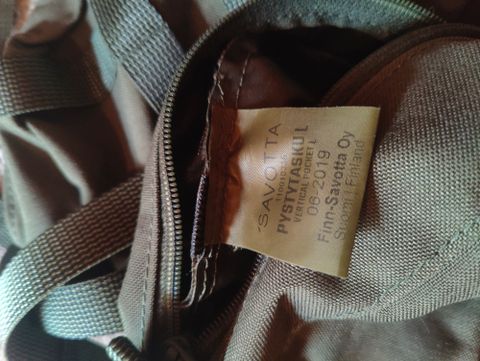 SAVOTTA
PYSTYTASKU L
VERTICAL POCKET L
06-2019
Finn-Savotta Oy
Suomi Finland